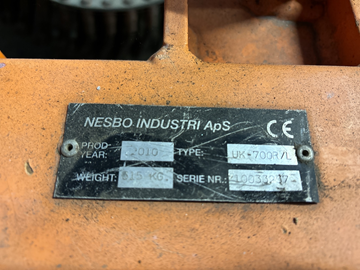 NESBO INDUSTRI ApS
CE
PROD YEAR: 2010 TYPE: UK-700R/L
WEIGHT: KG. SERIE NR.: